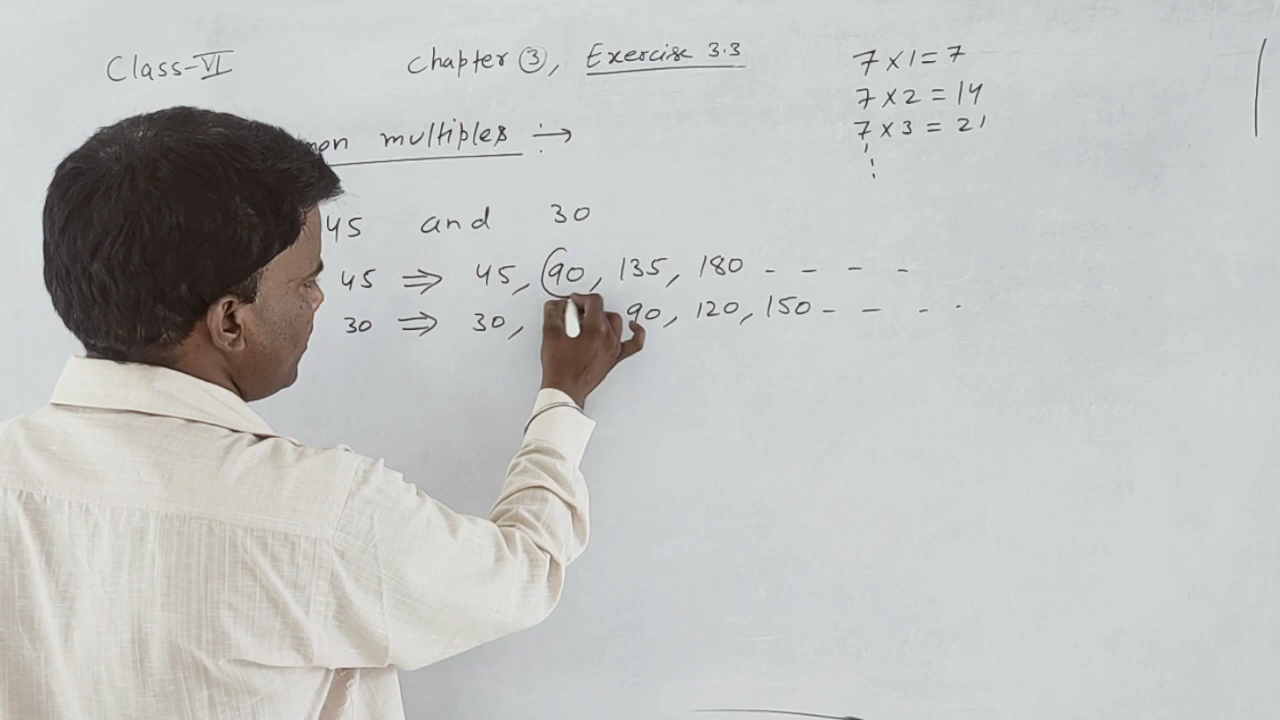 Class-VI
chapter ③, Exercise 3.3
7 × 1 = 7
7 × 2 = 14
7 × 3 = 21
multiples :→
45 and 30
45 ⇒ 45, 90, 135, 180 - - - -
30 ⇒ 30, 90, 120, 150 - - - .